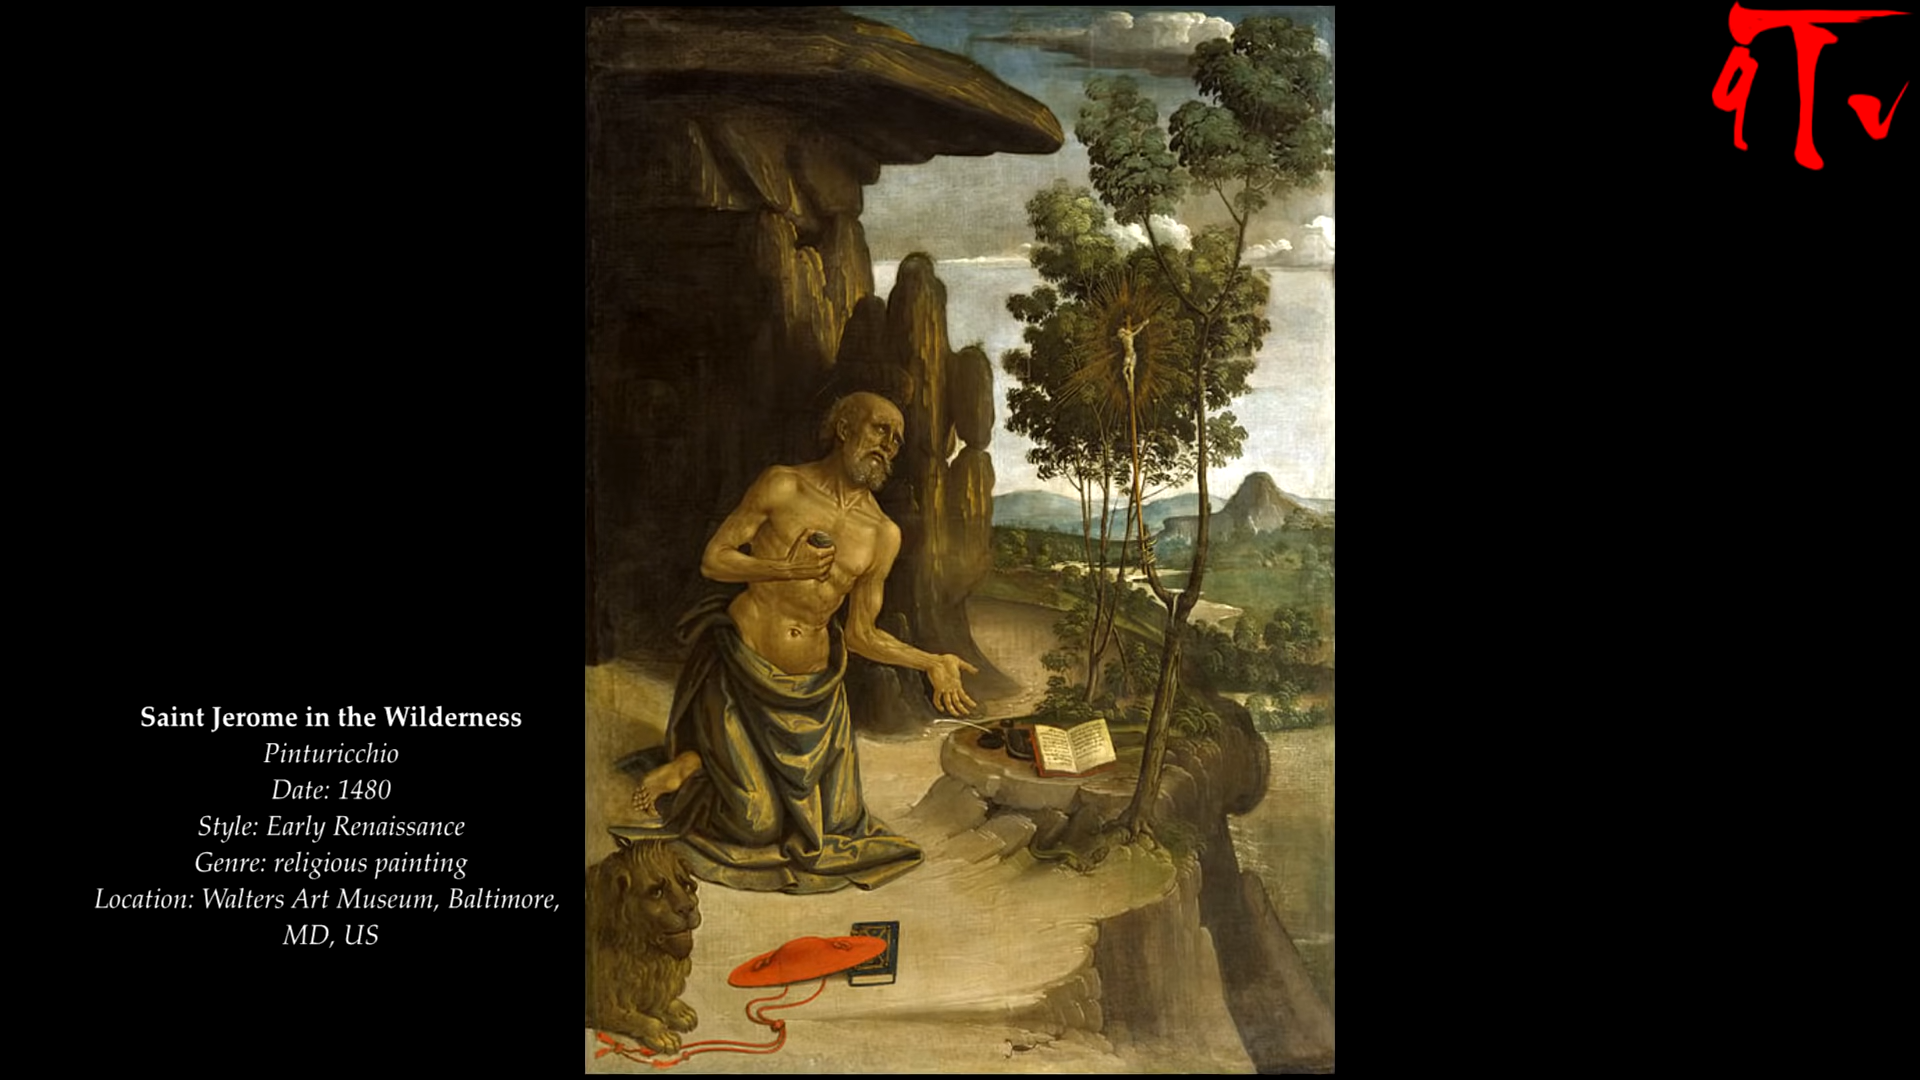 Saint Jerome in the Wilderness
Pinturicchio
Date: 1480
Style: Early Renaissance
Genre: religious painting
Location: Walters Art Museum, Baltimore,
MD, US